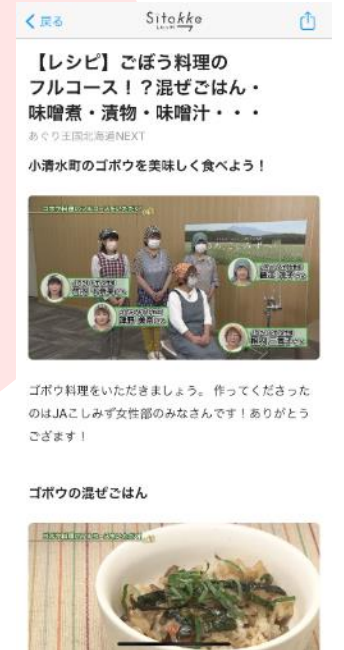 戻る
Sitakke
【レシピ】ごぼう料理の
フルコース！？混ぜごはん・
味噌煮・漬物・味噌汁・・・
あぐり王国北海道NEXT
小清水町のゴボウを美味しく食べよう！
ゴボウ料理をいただきましょう。 作ってくださった
のはJAこしみず女性部のみなさんです！ありがとう
ござます！
ゴボウの混ぜごはん